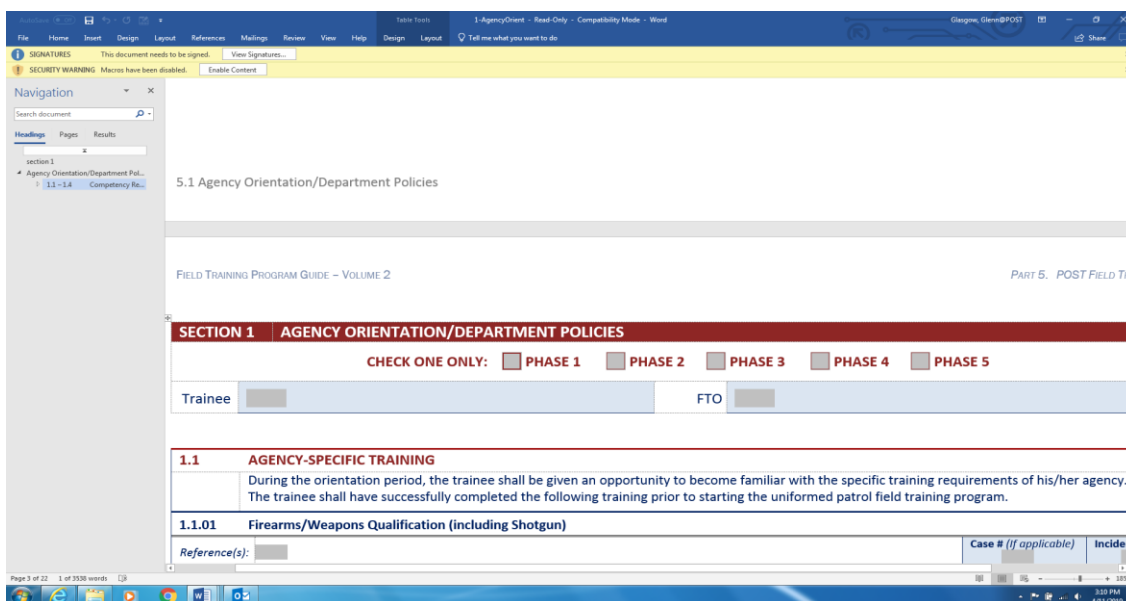 AutoSave
Table Tools
1-AgencyOrient - Read-Only - Compatibility Mode - Word
Glasgow, Glenn@POST
File Home Insert Design Layout References Mailings Review View Help Design Layout Tell me what you want to do
Share
SIGNATURES This document needs to be signed. View Signatures...
SECURITY WARNING Macros have been disabled. Enable Content
Navigation
Search document
Headings Pages Results
section 1
Agency Orientation/Department Pol...
1.1 – 1.4 Competency Re...
5.1 Agency Orientation/Department Policies
FIELD TRAINING PROGRAM GUIDE – VOLUME 2
PART 5. POST FIELD
SECTION 1 AGENCY ORIENTATION/DEPARTMENT POLICIES
CHECK ONE ONLY: PHASE 1 PHASE 2 PHASE 3 PHASE 4 PHASE 5
Trainee FTO
1.1 AGENCY-SPECIFIC TRAINING
During the orientation period, the trainee shall be given an opportunity to become familiar with the specific training requirements of his/her agency.
The trainee shall have successfully completed the following training prior to starting the uniformed patrol field training program.
1.1.01 Firearms/Weapons Qualification (including Shotgun)
Reference(s): Case # (If applicable) Incide
Page 3 of 22 1 of 3538 words
3:10 PM